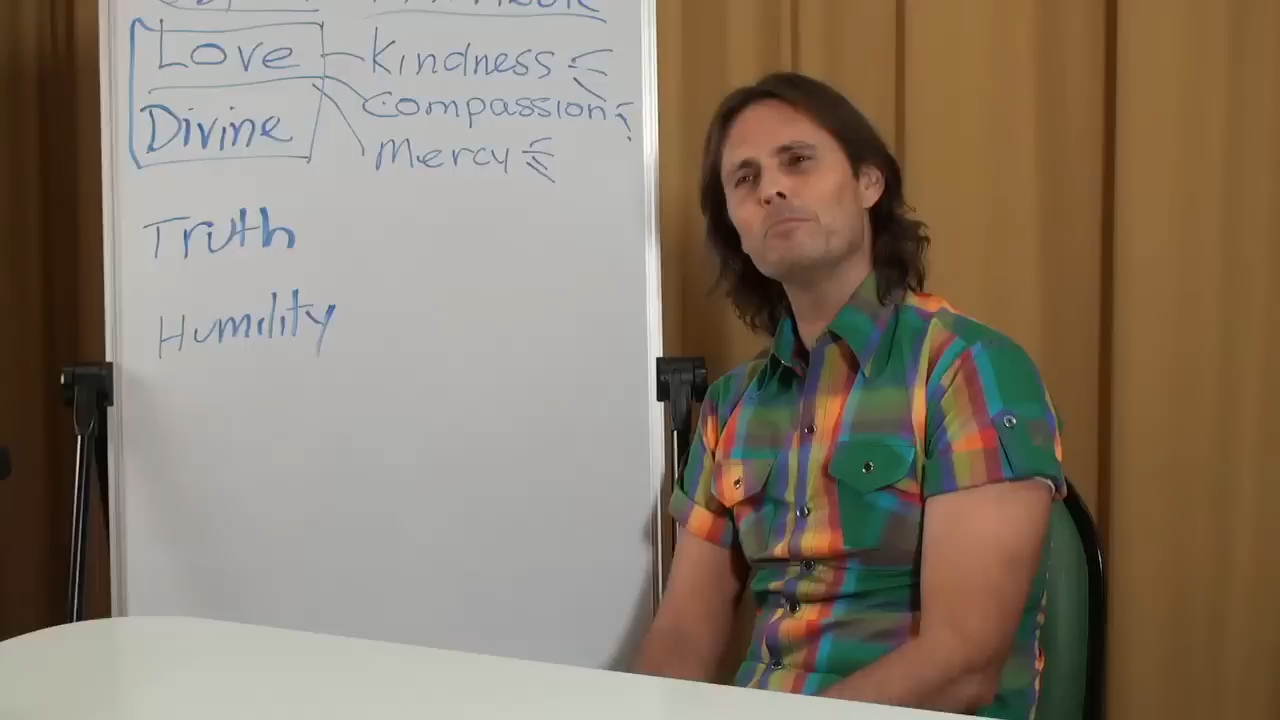 Love Kindness
Compassion
Divine
Mercy
Truth
Humility